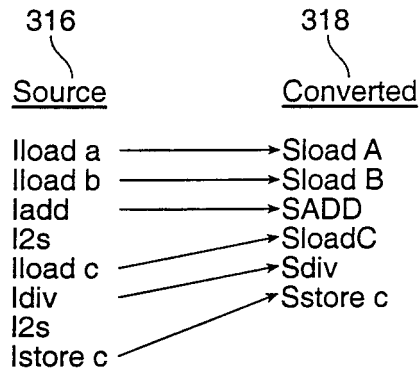 316
318
Source
Converted
Iload a
Sload A
Iload b
Sload B
Iadd
SADD
I2s
SloadC
Iload c
Sdiv
Idiv
Sstore c
I2s
Istore c